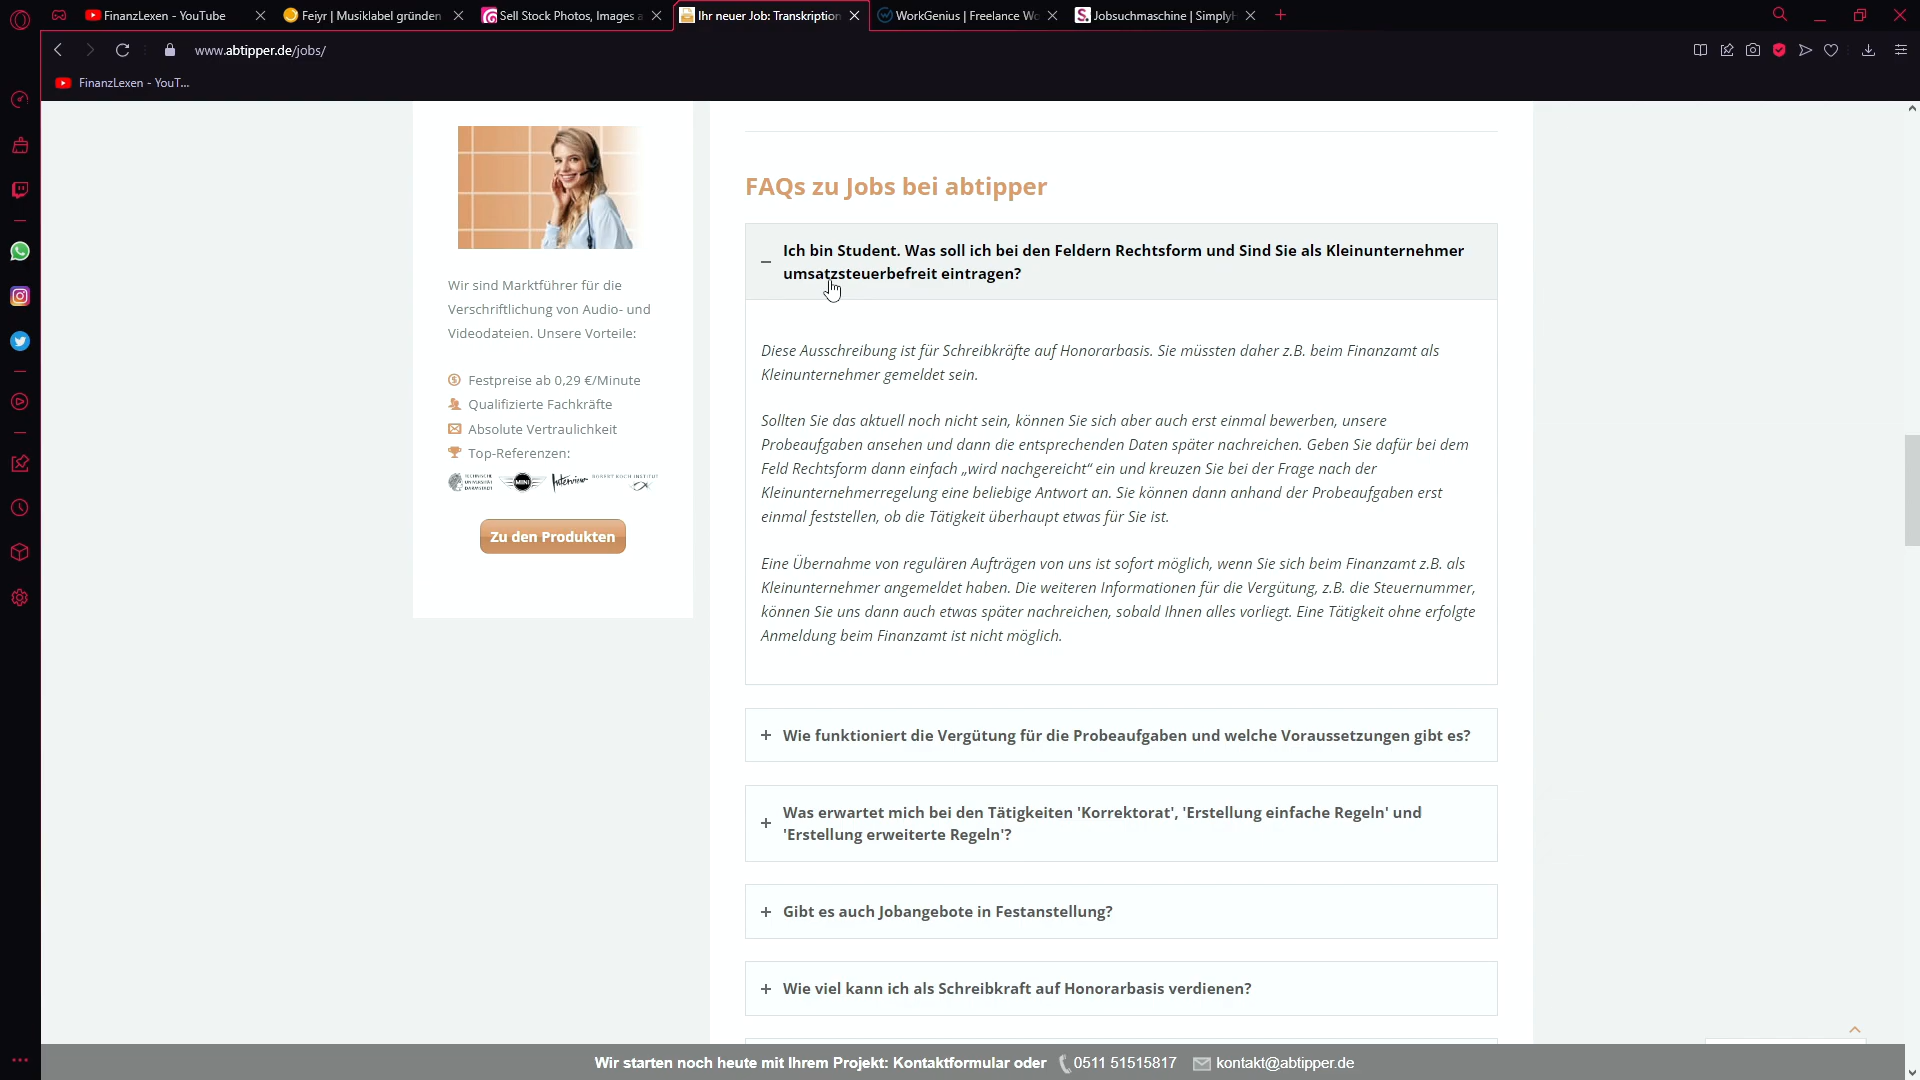 FinanzLexen - YouTube
Feiyr | Musiklabel gründen
Sell Stock Photos, Images a
Ihr neuer Job: Transkription
WorkGenius | Freelance Wo
Jobsuchmaschine | Simply
www.abtipper.de/jobs/
FinanzLexen - YouT...
Wir sind Marktführer für die
Verschriftlichung von Audio- und
Videodateien. Unsere Vorteile:
Festpreise ab 0,29 €/Minute
Qualifizierte Fachkräfte
Absolute Vertraulichkeit
Top-Referenzen:
TECHNISCHE
UNIVERSITÄT
DARMSTADT
MINI
Interview
ROBERT KOCH INSTITUT
Zu den Produkten
FAQs zu Jobs bei abtipper
Ich bin Student. Was soll ich bei den Feldern Rechtsform und Sind Sie als Kleinunternehmer
umsatzsteuerbefreit eintragen?
Diese Ausschreibung ist für Schreibkräfte auf Honorarbasis. Sie müssten daher z.B. beim Finanzamt als
Kleinunternehmer gemeldet sein.
Sollten Sie das aktuell noch nicht sein, können Sie sich aber auch erst einmal bewerben, unsere
Probeaufgaben ansehen und dann die entsprechenden Daten später nachreichen. Geben Sie dafür bei dem
Feld Rechtsform dann einfach „wird nachgereicht“ ein und kreuzen Sie bei der Frage nach der
Kleinunternehmerregelung eine beliebige Antwort an. Sie können dann anhand der Probeaufgaben erst
einmal feststellen, ob die Tätigkeit überhaupt etwas für Sie ist.
Eine Übernahme von regulären Aufträgen von uns ist sofort möglich, wenn Sie sich beim Finanzamt z.B. als
Kleinunternehmer angemeldet haben. Die weiteren Informationen für die Vergütung, z.B. die Steuernummer,
können Sie uns dann auch etwas später nachreichen, sobald Ihnen alles vorliegt. Eine Tätigkeit ohne erfolgte
Anmeldung beim Finanzamt ist nicht möglich.
Wie funktioniert die Vergütung für die Probeaufgaben und welche Voraussetzungen gibt es?
Was erwartet mich bei den Tätigkeiten 'Korrektorat', 'Erstellung einfache Regeln' und
'Erstellung erweiterte Regeln'?
Gibt es auch Jobangebote in Festanstellung?
Wie viel kann ich als Schreibkraft auf Honorarbasis verdienen?
Wir starten noch heute mit Ihrem Projekt: Kontaktformular oder 0511 51515817 kontakt@abtipper.de